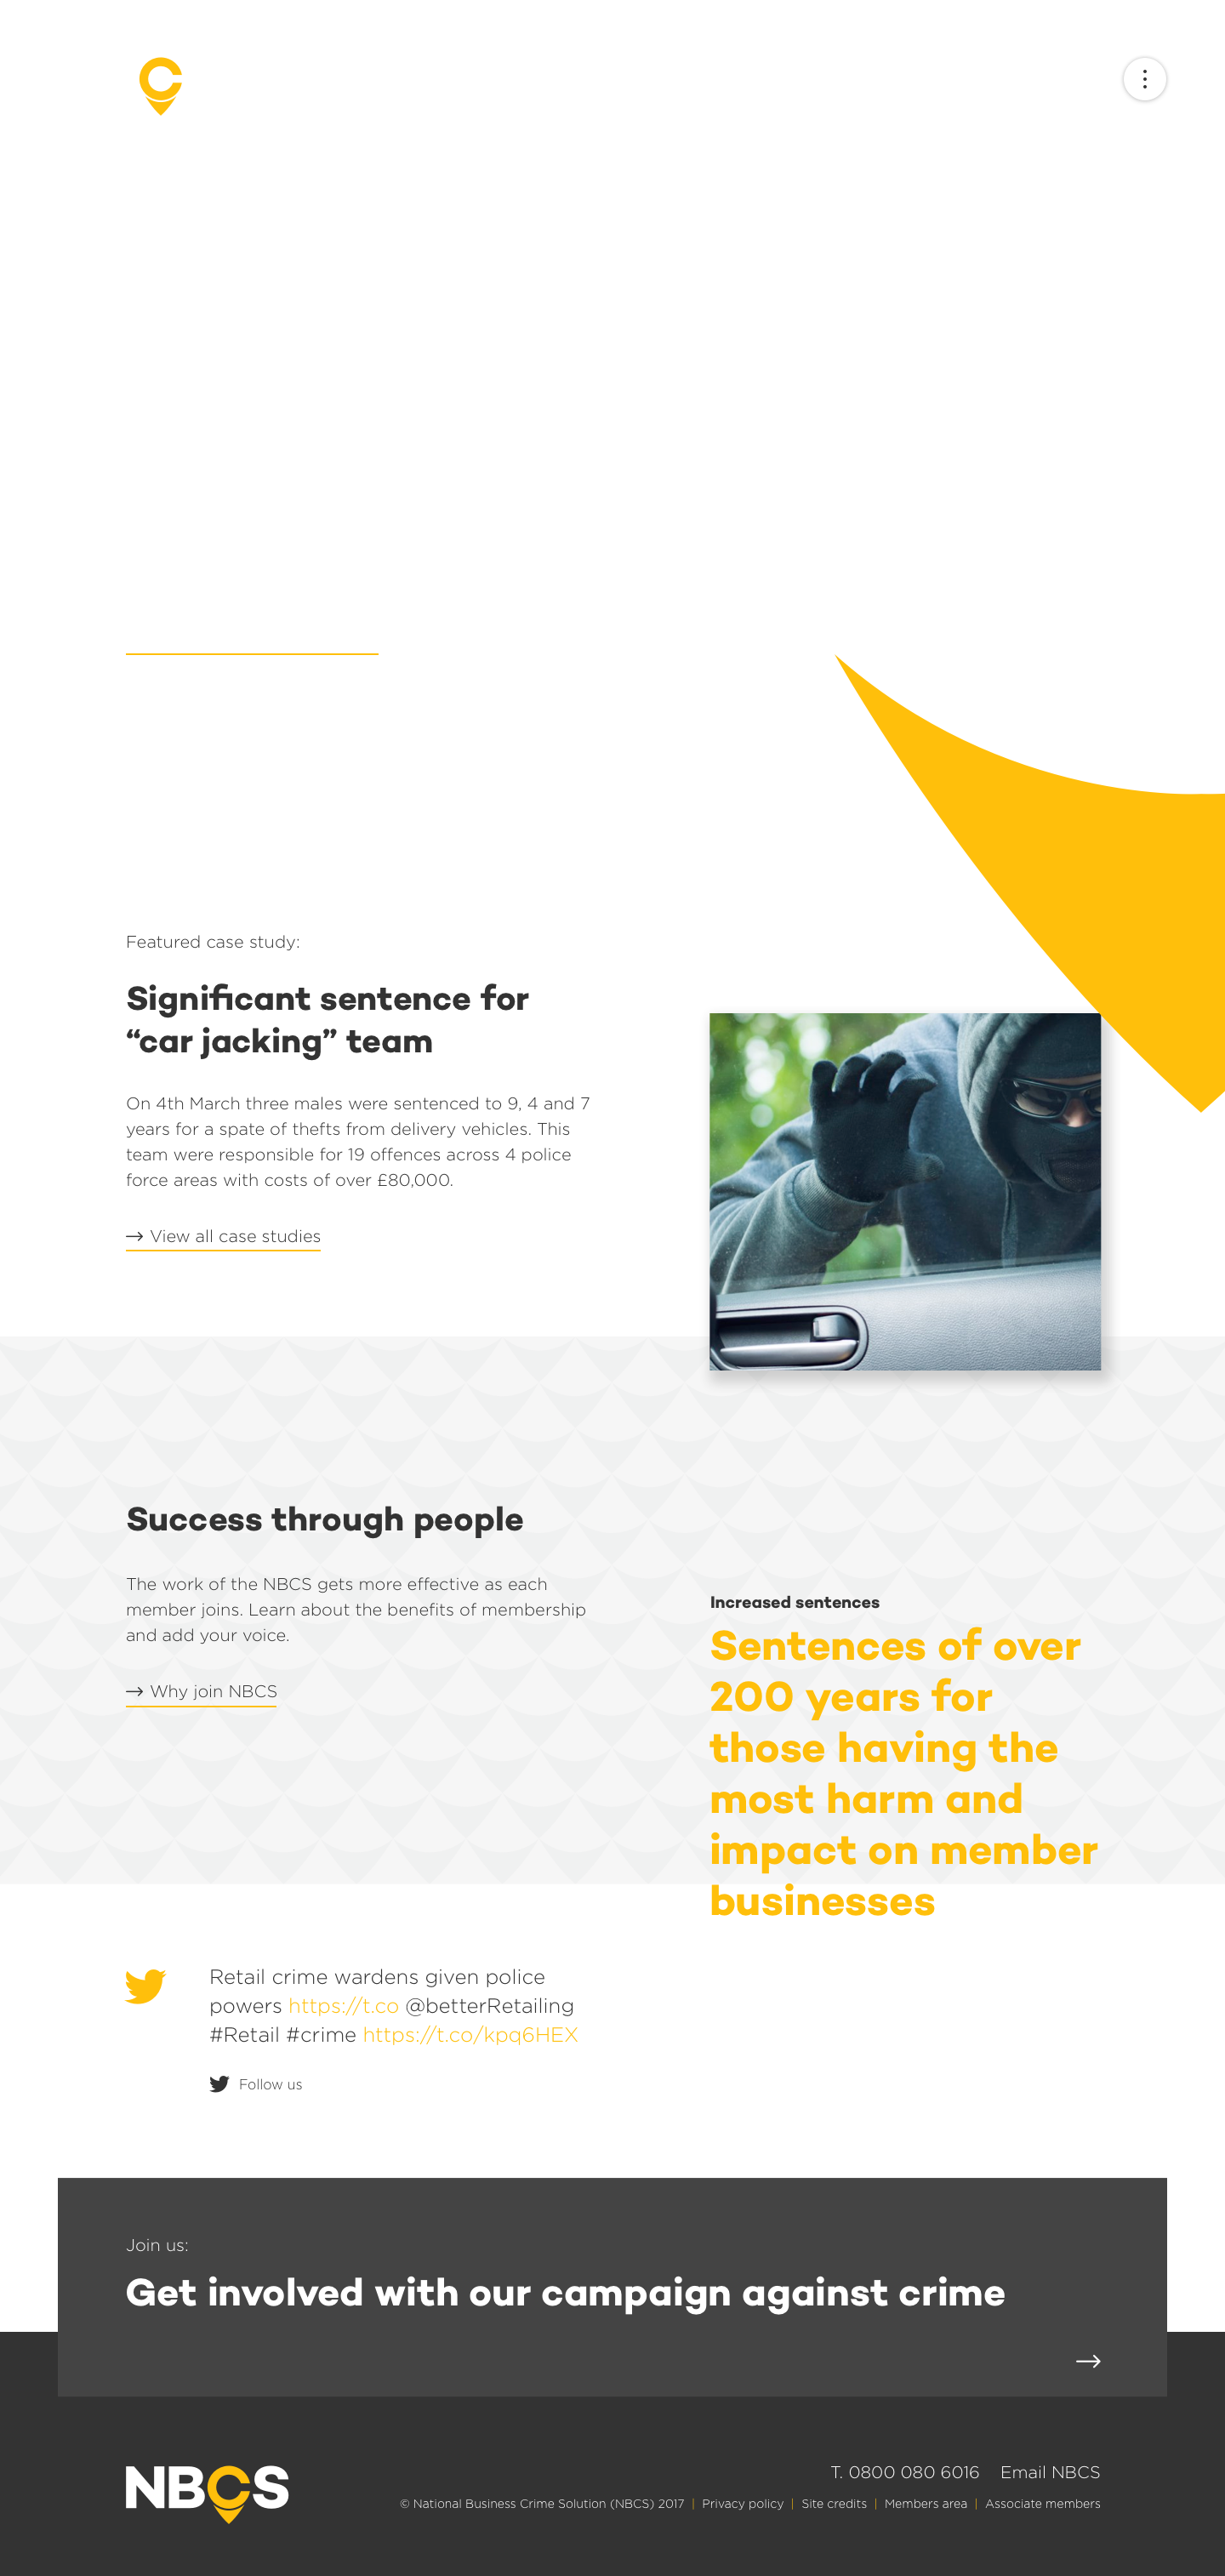 C
Featured case study:
Significant sentence for
“car jacking” team
On 4th March three males were sentenced to 9, 4 and 7
years for a spate of thefts from delivery vehicles. This
team were responsible for 19 offences across 4 police
force areas with costs of over £80,000.
→ View all case studies
Success through people
The work of the NBCS gets more effective as each
member joins. Learn about the benefits of membership
and add your voice.
→ Why join NBCS
Increased sentences
Sentences of over
200 years for
those having the
most harm and
impact on member
businesses
Retail crime wardens given police
powers https://t.co @betterRetailing
#Retail #crime https://t.co/kpq6HEX
Follow us
Join us:
Get involved with our campaign against crime
NBCS
T. 0800 080 6016 Email NBCS
© National Business Crime Solution (NBCS) 2017 | Privacy policy | Site credits | Members area | Associate members